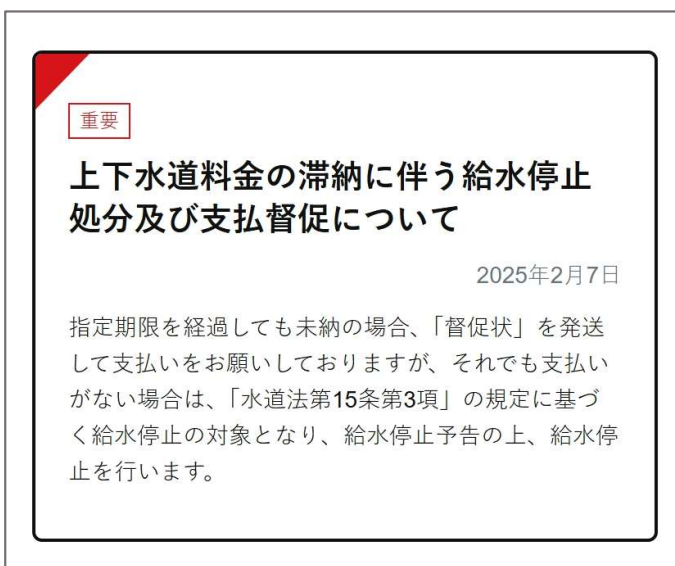 重要
上下水道料金の滞納に伴う給水停止
処分及び支払督促について
2025年2月7日
指定期限を経過しても未納の場合、「督促状」を発送
して支払いをお願いしておりますが、それでも支払い
がない場合は、「水道法第15条第3項」の規定に基づ
く給水停止の対象となり、給水停止予告の上、給水停
止を行います。